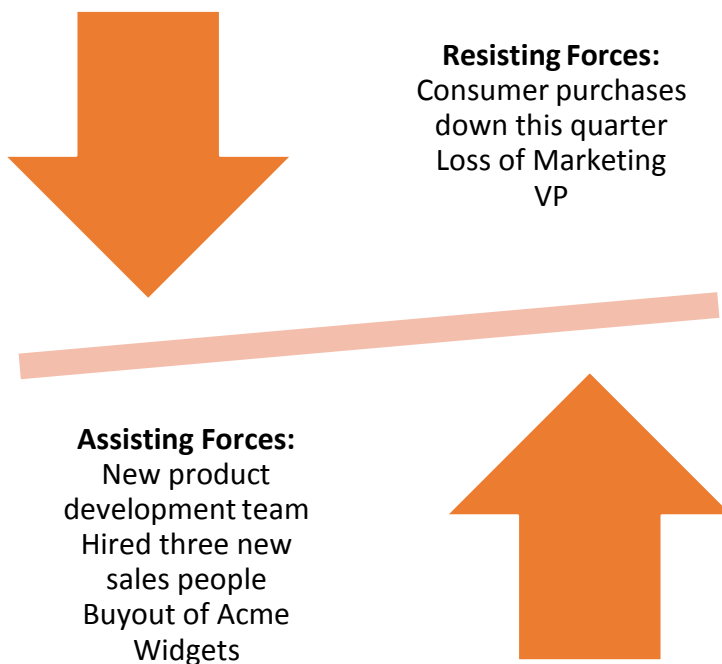 Resisting Forces:
Consumer purchases
down this quarter
Loss of Marketing
VP
Assisting Forces:
New product
development team
Hired three new
sales people
Buyout of Acme
Widgets